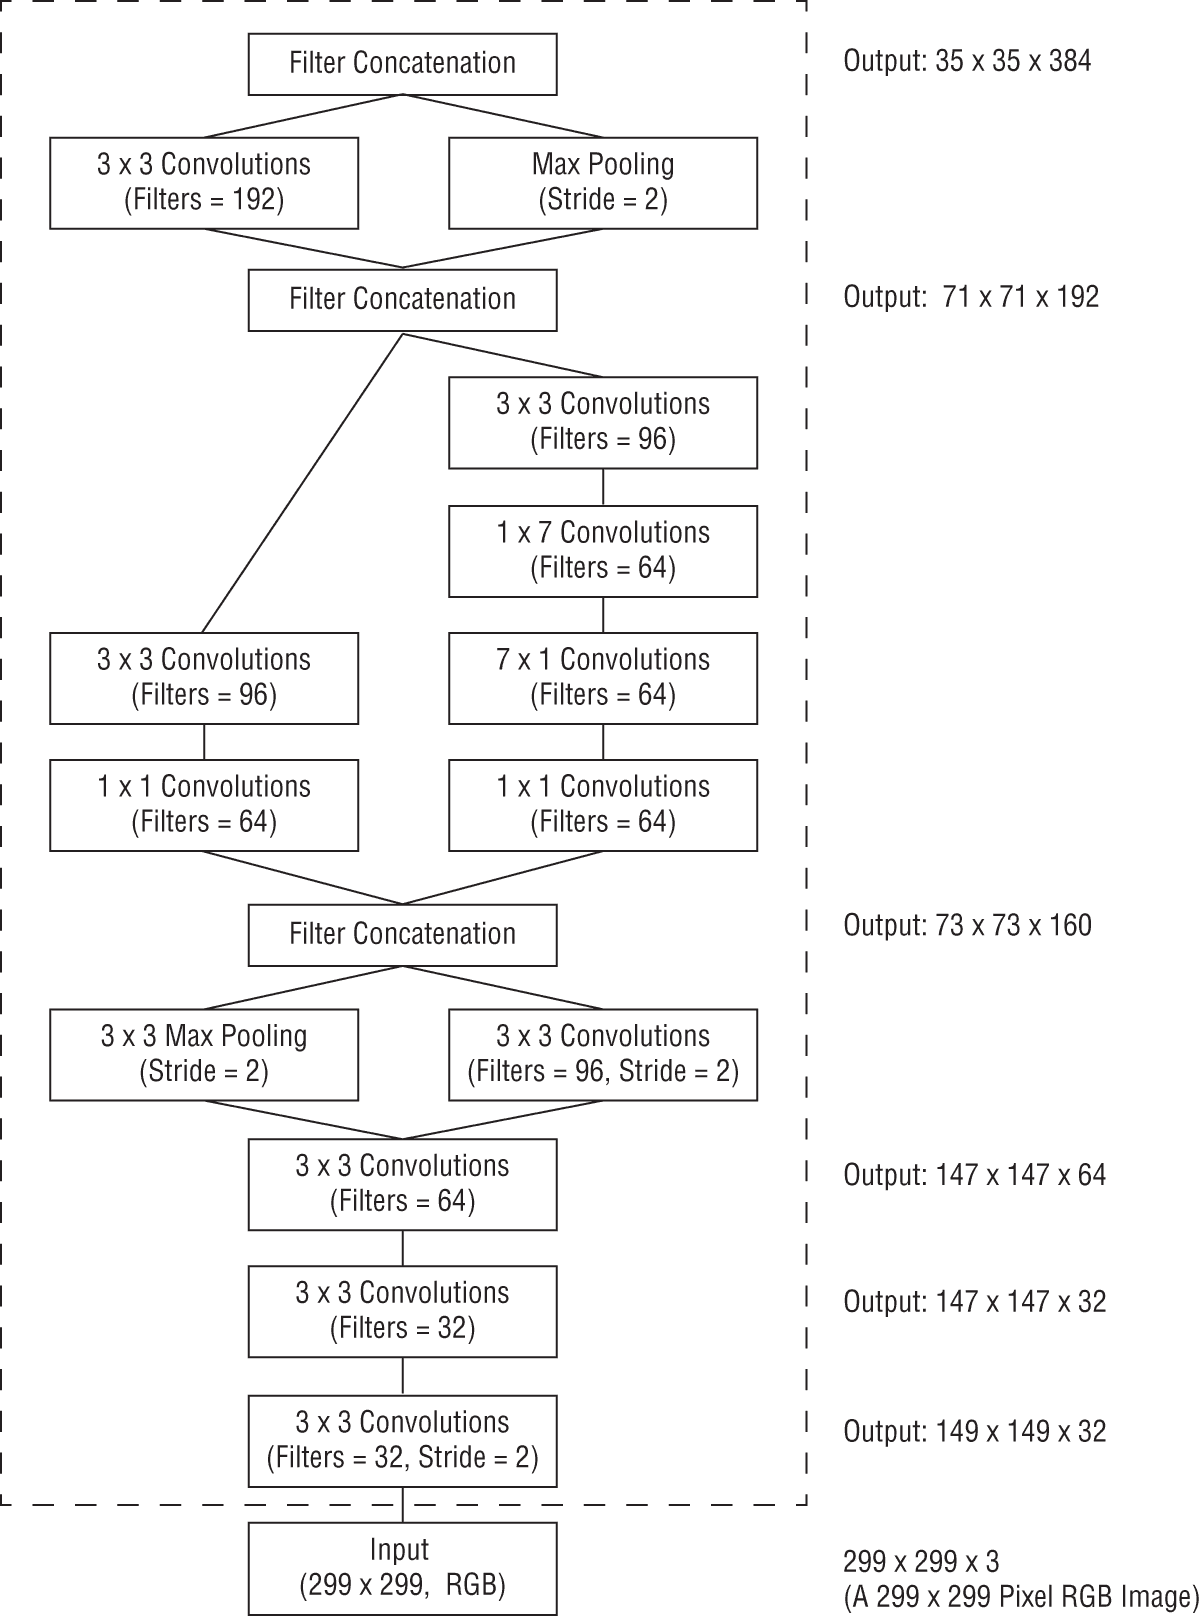 Filter Concatenation
Output: 35 x 35 x 384
3 x 3 Convolutions
(Filters = 192)
Max Pooling
(Stride = 2)
Filter Concatenation
Output: 71 x 71 x 192
3 x 3 Convolutions
(Filters = 96)
1 x 7 Convolutions
(Filters = 64)
3 x 3 Convolutions
(Filters = 96)
7 x 1 Convolutions
(Filters = 64)
1 x 1 Convolutions
(Filters = 64)
1 x 1 Convolutions
(Filters = 64)
Filter Concatenation
Output: 73 x 73 x 160
3 x 3 Max Pooling
(Stride = 2)
3 x 3 Convolutions
(Filters = 96, Stride = 2)
3 x 3 Convolutions
(Filters = 64)
Output: 147 x 147 x 64
3 x 3 Convolutions
(Filters = 32)
Output: 147 x 147 x 32
3 x 3 Convolutions
(Filters = 32, Stride = 2)
Output: 149 x 149 x 32
Input
(299 x 299, RGB)
299 x 299 x 3
(A 299 x 299 Pixel RGB Image)